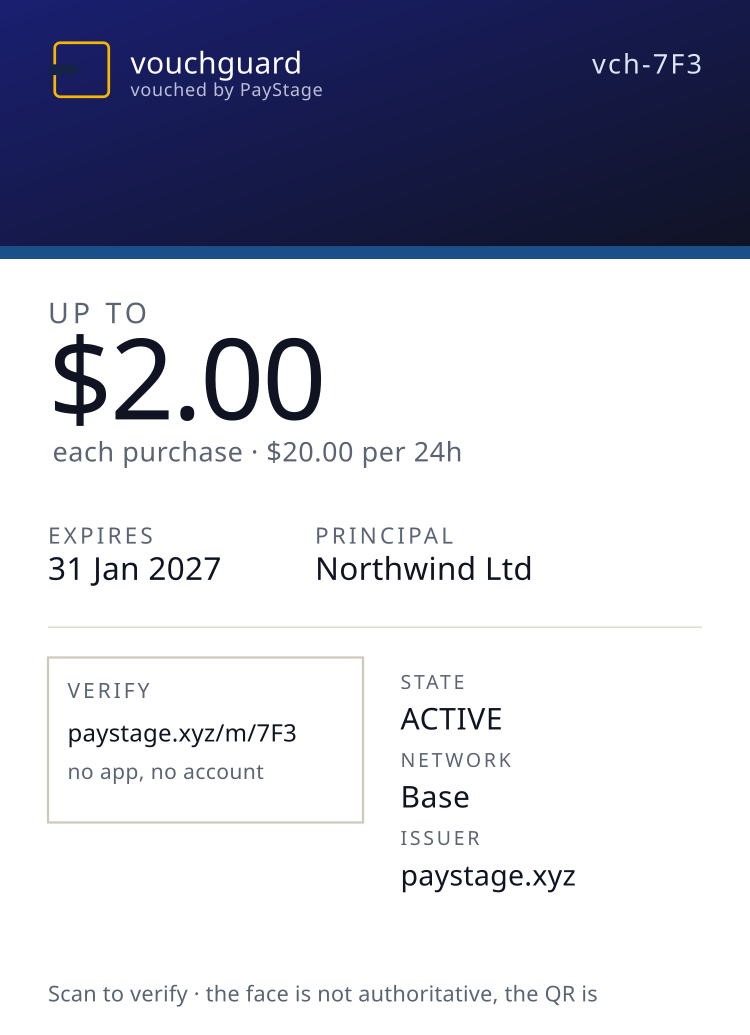 vouchguard
vouched by PayStage
vch-7F3
UP TO
$2.00
each purchase · $20.00 per 24h
EXPIRES
31 Jan 2027
PRINCIPAL
Northwind Ltd
VERIFY
paystage.xyz/m/7F3
no app, no account
STATE
ACTIVE
NETWORK
Base
ISSUER
paystage.xyz
Scan to verify · the face is not authoritative, the QR is